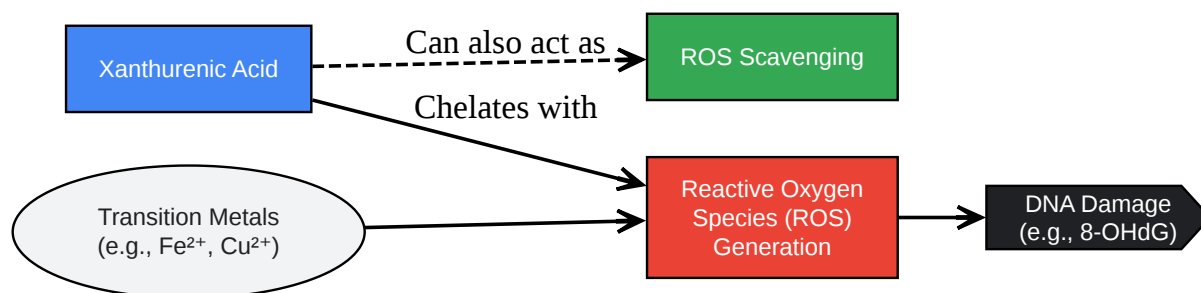 Xanthurenic Acid
Can also act as
ROS Scavenging
Chelates with
Transition Metals
(e.g., Fe²⁺, Cu²⁺)
Reactive Oxygen
Species (ROS)
Generation
DNA Damage
(e.g., 8-OHdG)